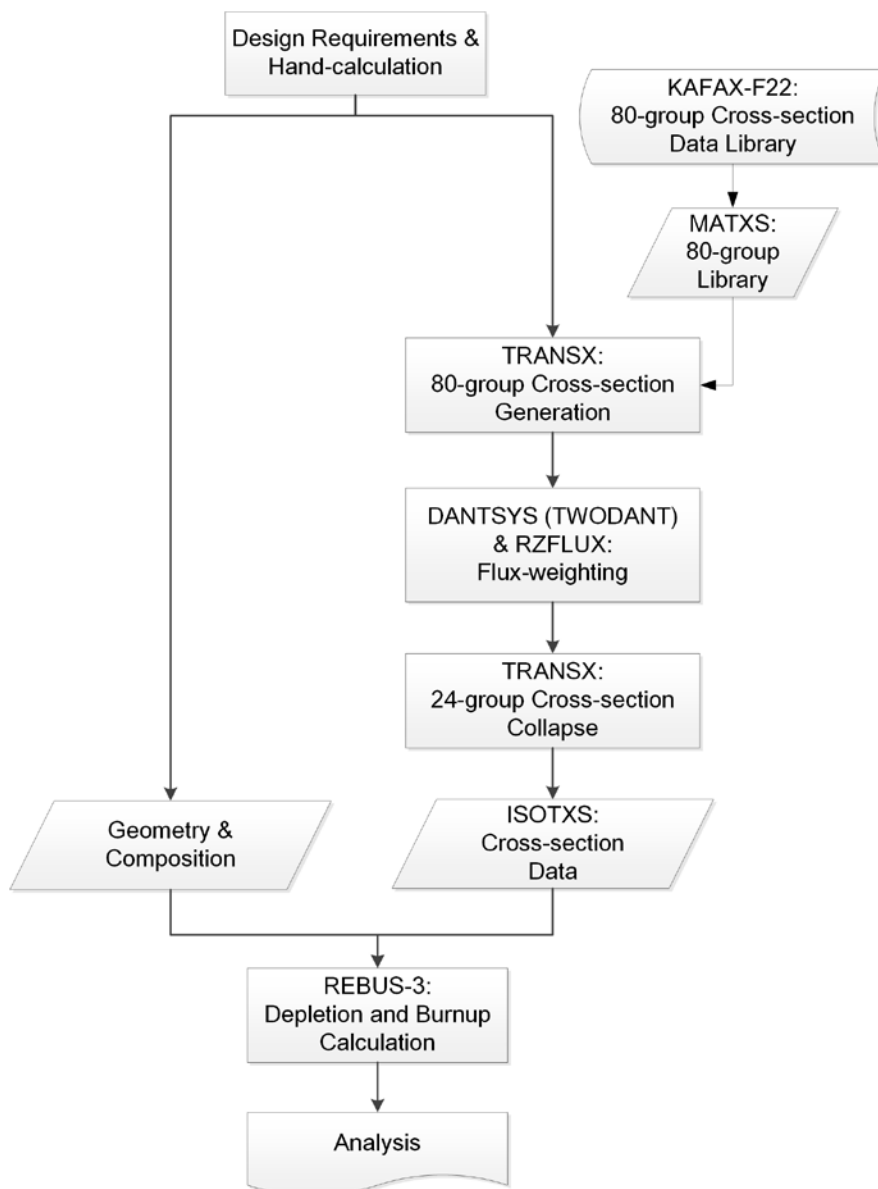 Design Requirements &
Hand-calculation
KAFAX-F22:
80-group Cross-section
Data Library
MATXS:
80-group
Library
TRANSX:
80-group Cross-section
Generation
DANTSYS (TWODANT)
& RZFLUX:
Flux-weighting
TRANSX:
24-group Cross-section
Collapse
Geometry &
Composition
ISOTXS:
Cross-section
Data
REBUS-3:
Depletion and Burnup
Calculation
Analysis